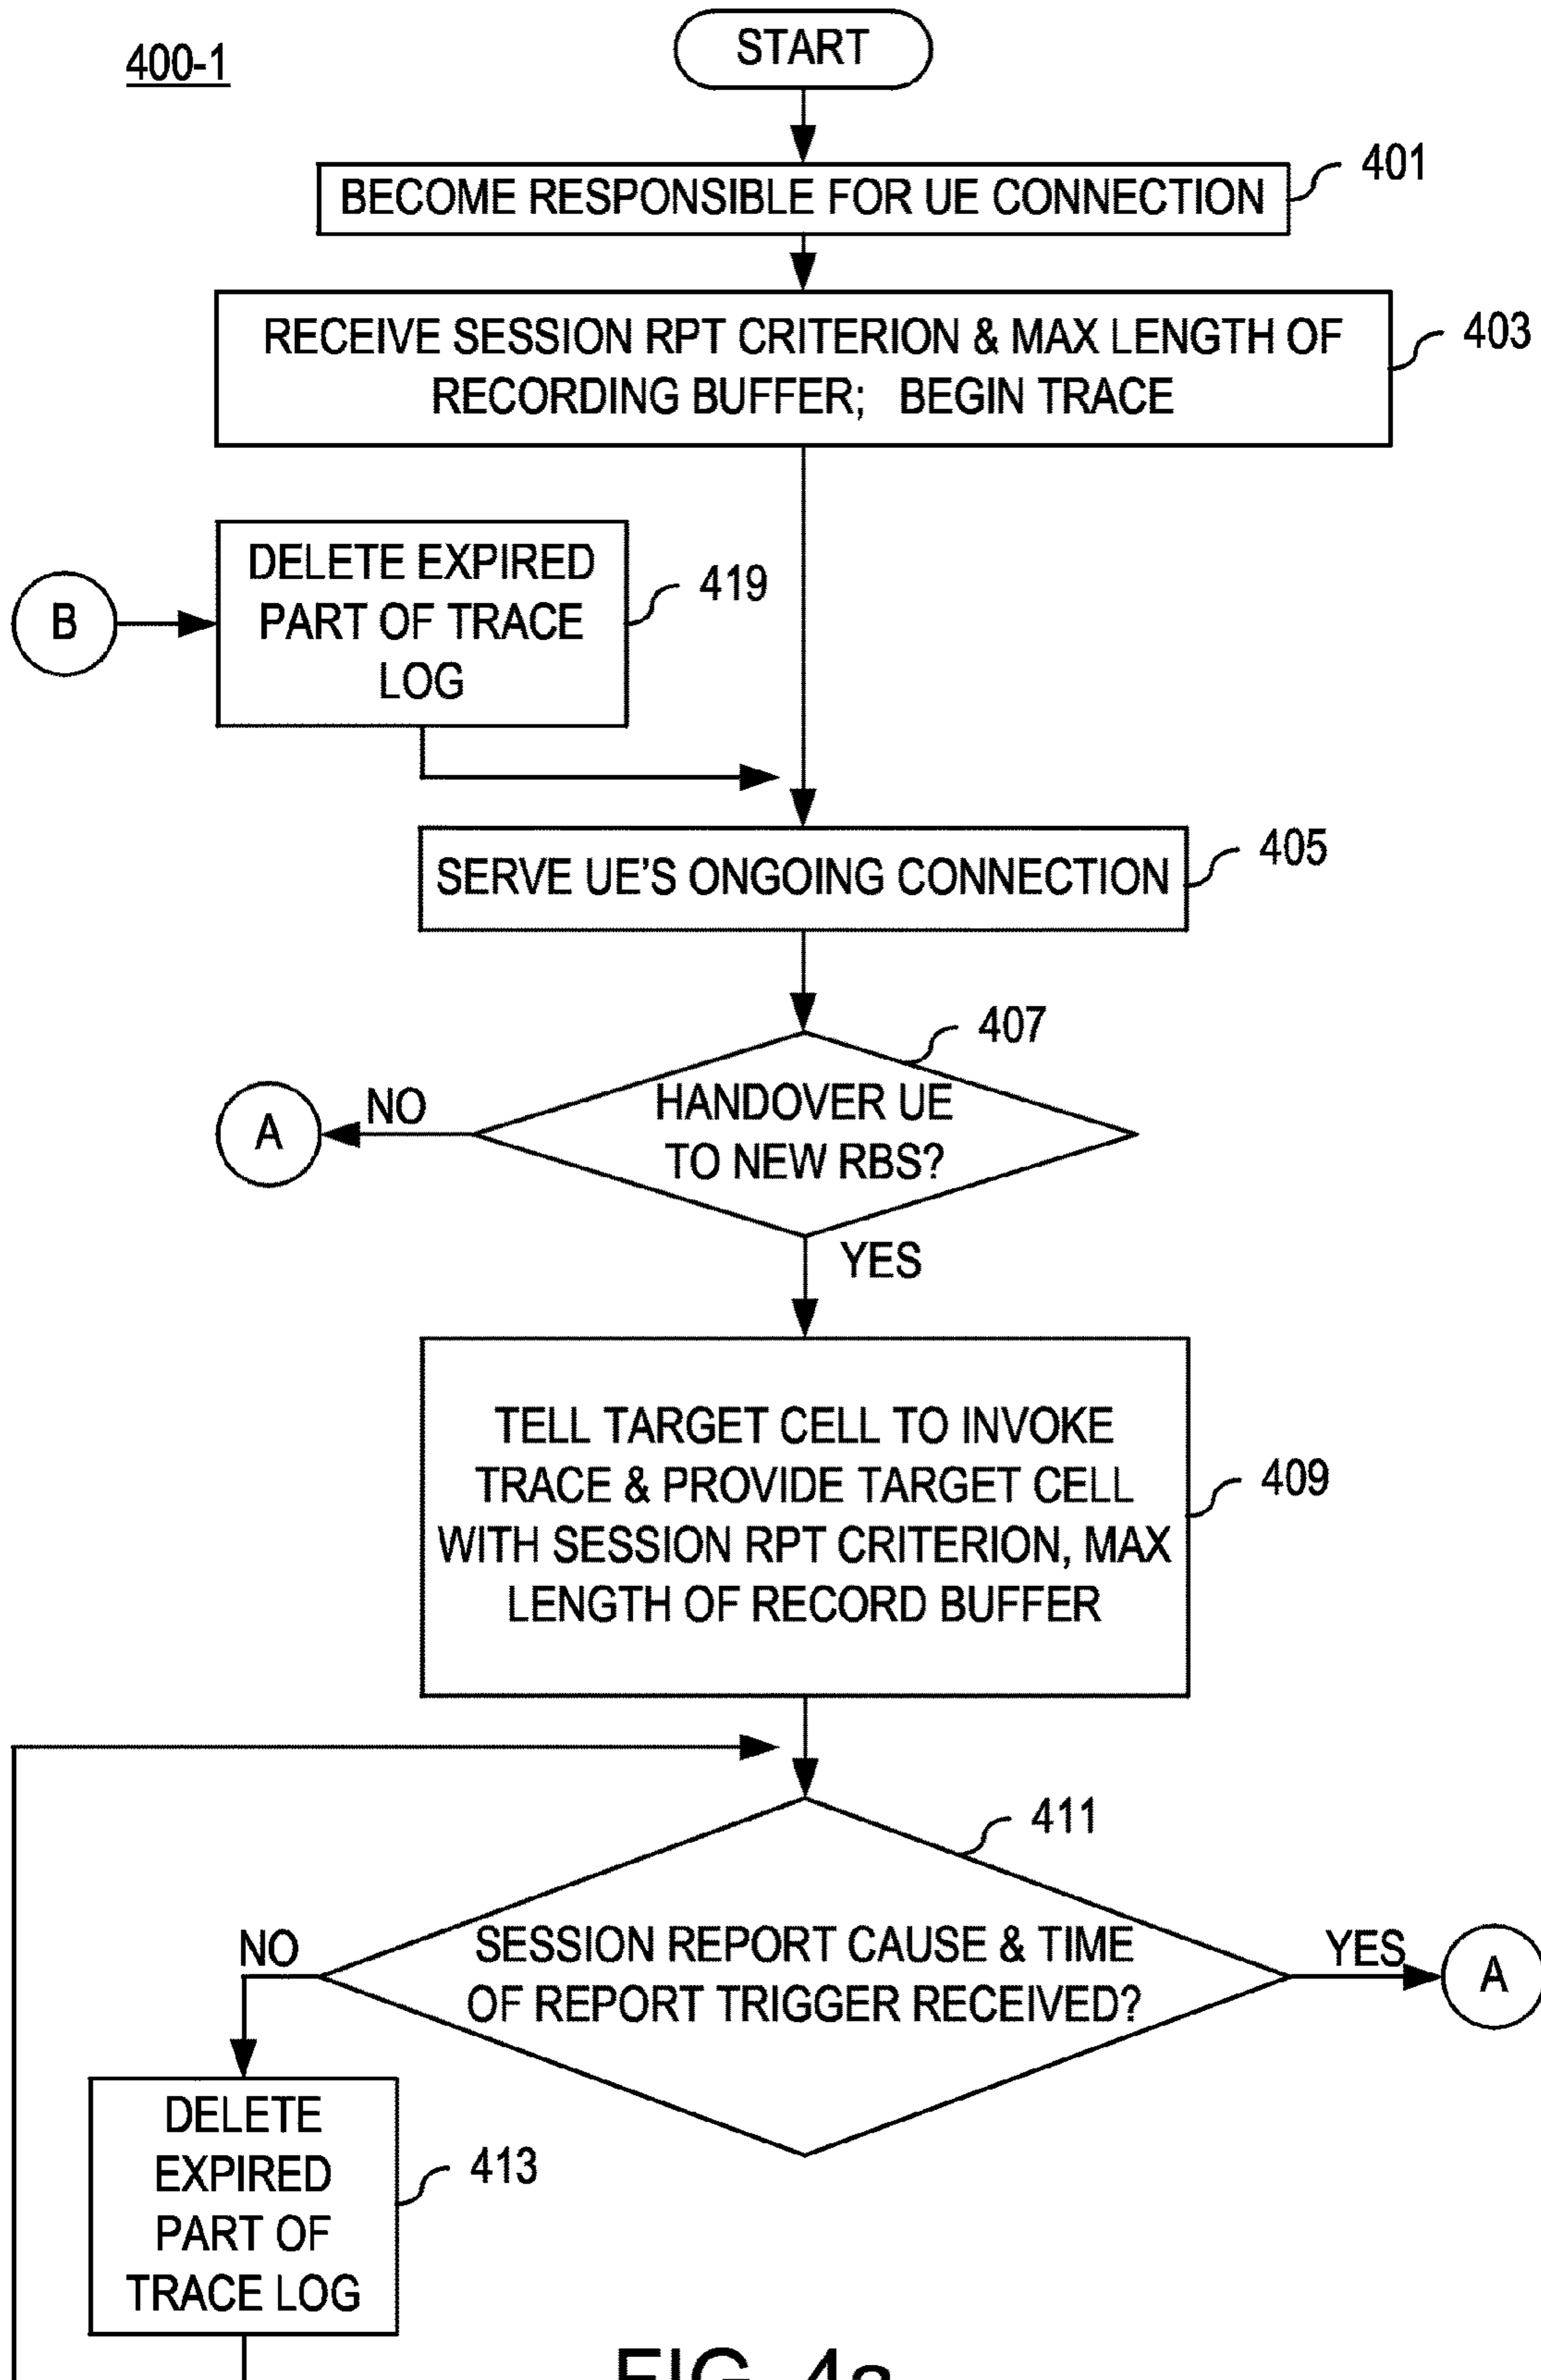 400-1
START
BECOME RESPONSIBLE FOR UE CONNECTION
401
RECEIVE SESSION RPT CRITERION & MAX LENGTH OF
RECORDING BUFFER; BEGIN TRACE
403
B
DELETE EXPIRED
PART OF TRACE
LOG
419
SERVE UE'S ONGOING CONNECTION
405
407
A
NO
HANDOVER UE
TO NEW RBS?
YES
TELL TARGET CELL TO INVOKE
TRACE & PROVIDE TARGET CELL
WITH SESSION RPT CRITERION, MAX
LENGTH OF RECORD BUFFER
409
411
NO
SESSION REPORT CAUSE & TIME
OF REPORT TRIGGER RECEIVED?
YES
A
DELETE
EXPIRED
PART OF
TRACE LOG
413
FIG. 4a